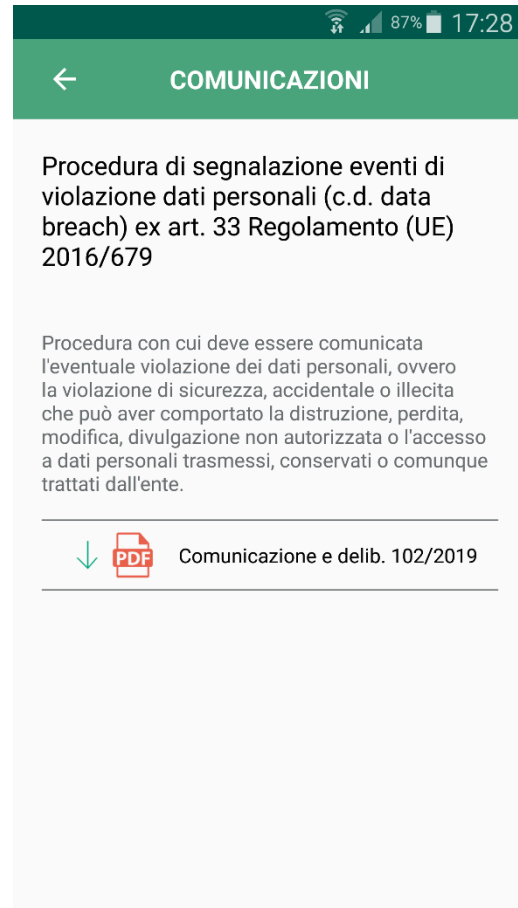 87% 17:28
COMUNICAZIONI
Procedura di segnalazione eventi di
violazione dati personali (c.d. data
breach) ex art. 33 Regolamento (UE)
2016/679
Procedura con cui deve essere comunicata
l'eventuale violazione dei dati personali, ovvero
la violazione di sicurezza, accidentale o illecita
che può aver comportato la distruzione, perdita,
modifica, divulgazione non autorizzata o l'accesso
a dati personali trasmessi, conservati o comunque
trattati dall'ente.
PDF Comunicazione e delib. 102/2019